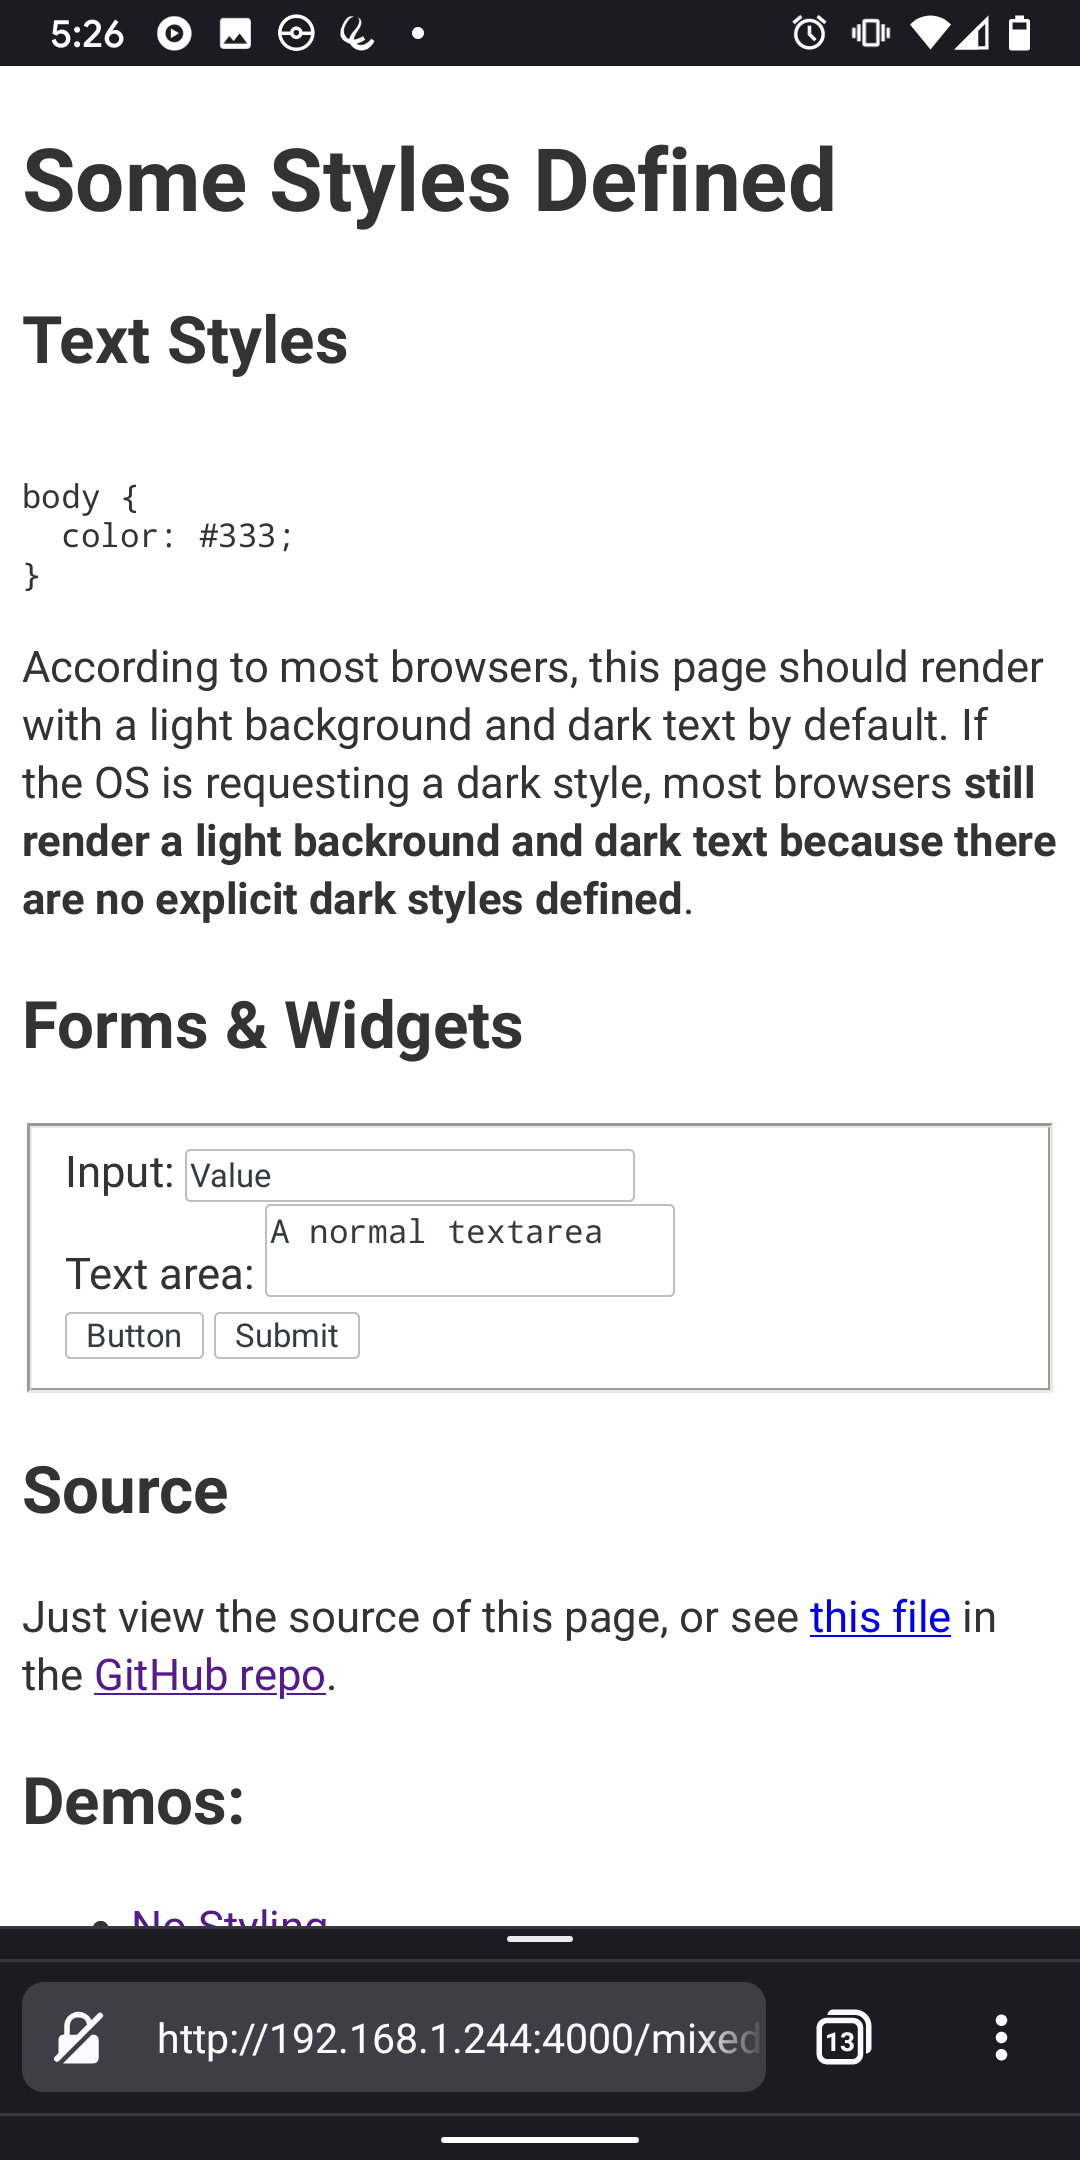 5:26
Some Styles Defined
Text Styles
body {
  color: #333;
}
According to most browsers, this page should render
with a light background and dark text by default. If
the OS is requesting a dark style, most browsers still
render a light backround and dark text because there
are no explicit dark styles defined.
Forms & Widgets
Input: Value
Text area: A normal textarea
Button Submit
Source
Just view the source of this page, or see this file in
the GitHub repo.
Demos:
• No Styling
http://192.168.1.244:4000/mixed
13